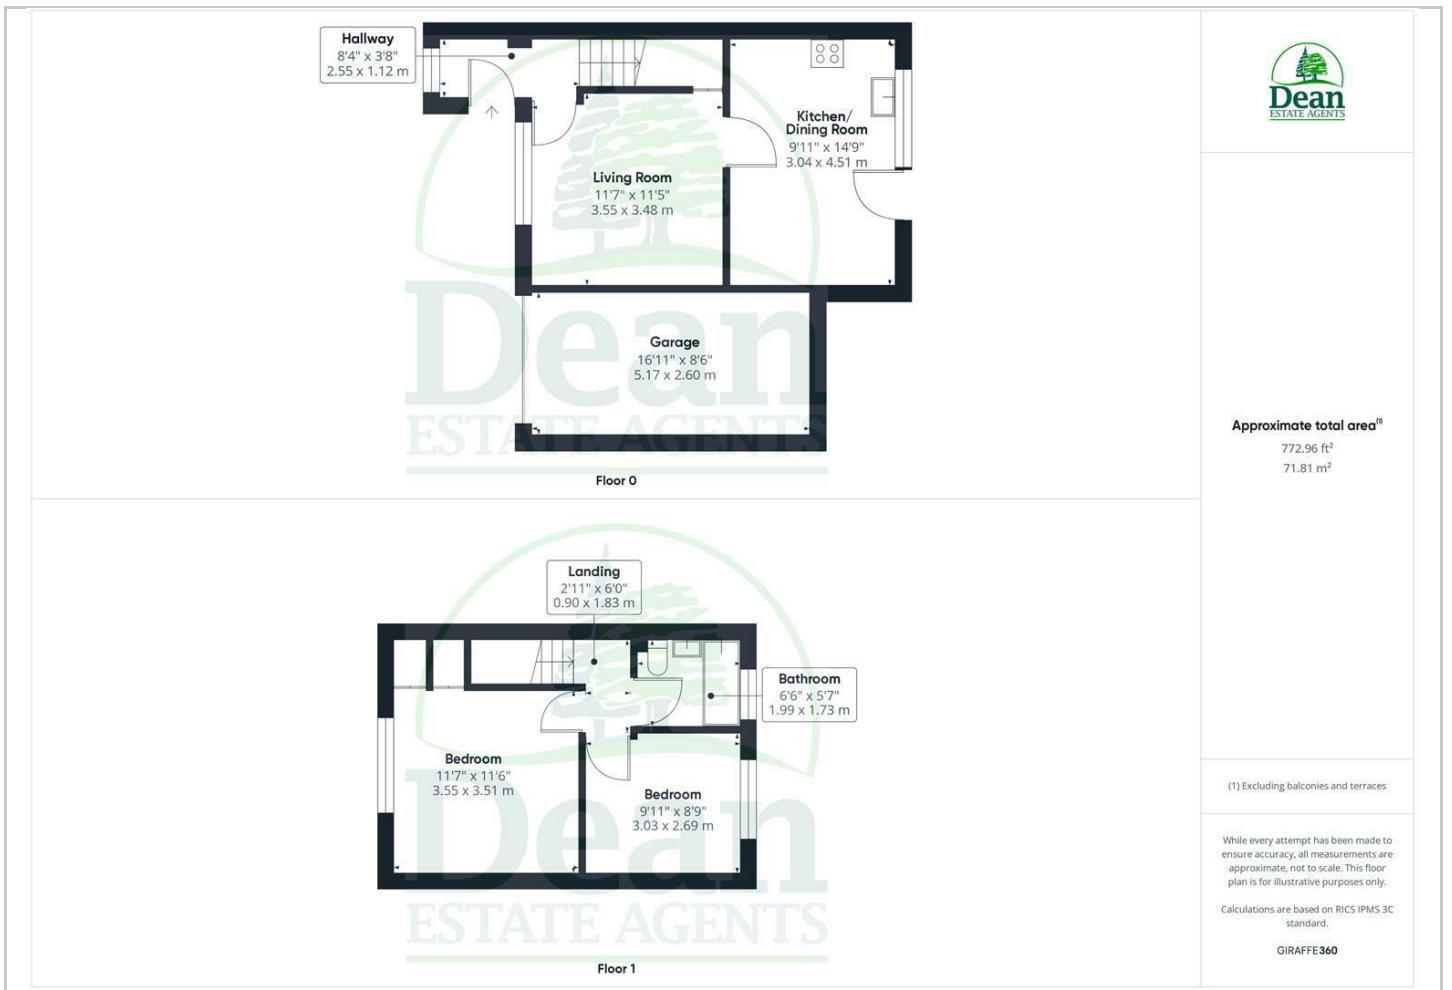 Hallway
8'4" x 3'8"
2.55 x 1.12 m
Kitchen/
Dining Room
9'11" x 14'9"
3.04 x 4.51 m
Living Room
11'7" x 11'5"
3.55 x 3.48 m
Garage
16'11" x 8'6"
5.17 x 2.60 m
Dean
ESTATE AGENTS
Floor 0
Landing
2'11" x 6'0"
0.90 x 1.83 m
Bathroom
6'6" x 5'7"
1.99 x 1.73 m
Bedroom
11'7" x 11'6"
3.55 x 3.51 m
Bedroom
9'11" x 8'9"
3.03 x 2.69 m
Dean
ESTATE AGENTS
Floor 1
Dean
ESTATE AGENTS
Approximate total area(1)
772.96 ft²
71.81 m²
(1) Excluding balconies and terraces
While every attempt has been made to
ensure accuracy, all measurements are
approximate, not to scale. This floor
plan is for illustrative purposes only.
Calculations are based on RICS IPMS 3C
standard.
GIRAFFE360